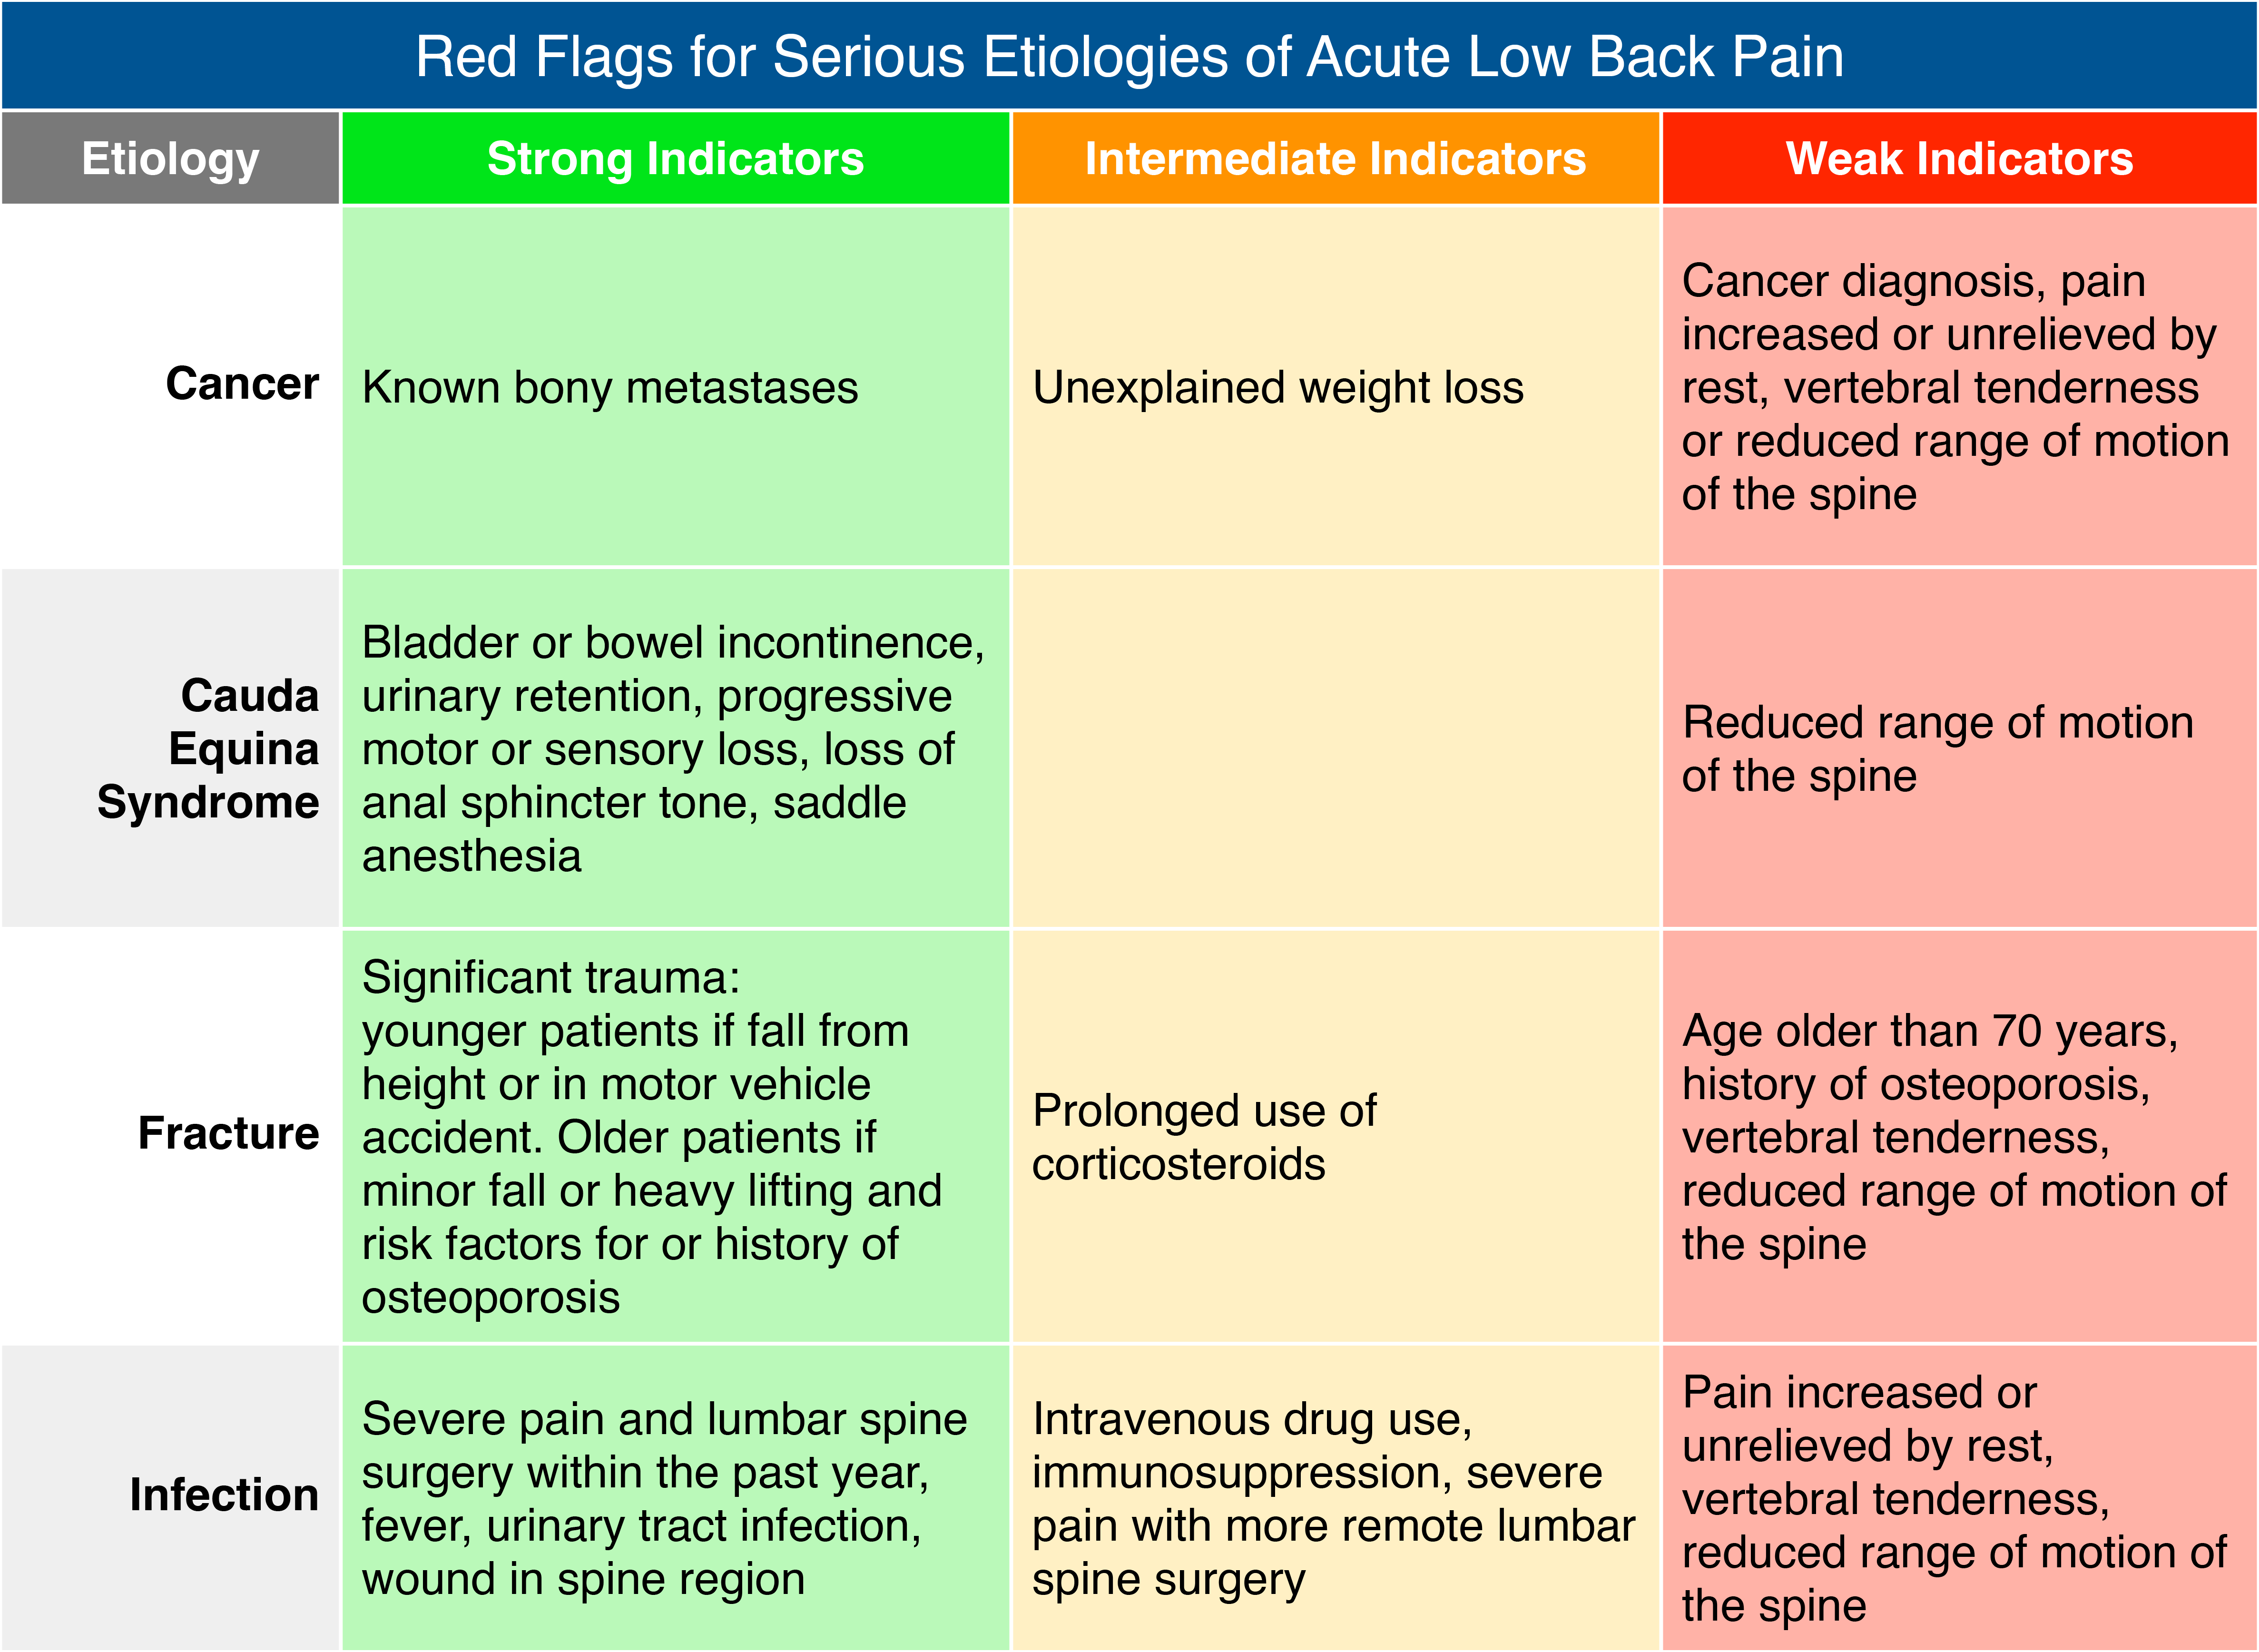 Red Flags for Serious Etiologies of Acute Low Back Pain
Etiology
Strong Indicators
Intermediate Indicators
Weak Indicators
Cancer
Known bony metastases
Unexplained weight loss
Cancer diagnosis, pain
increased or unrelieved by
rest, vertebral tenderness
or reduced range of motion
of the spine
Cauda
Equina
Syndrome
Bladder or bowel incontinence,
urinary retention, progressive
motor or sensory loss, loss of
anal sphincter tone, saddle
anesthesia
Reduced range of motion
of the spine
Fracture
Significant trauma:
younger patients if fall from
height or in motor vehicle
accident. Older patients if
minor fall or heavy lifting and
risk factors for or history of
osteoporosis
Prolonged use of
corticosteroids
Age older than 70 years,
history of osteoporosis,
vertebral tenderness,
reduced range of motion of
the spine
Infection
Severe pain and lumbar spine
surgery within the past year,
fever, urinary tract infection,
wound in spine region
Intravenous drug use,
immunosuppression, severe
pain with more remote lumbar
spine surgery
Pain increased or
unrelieved by rest,
vertebral tenderness,
reduced range of motion of
the spine